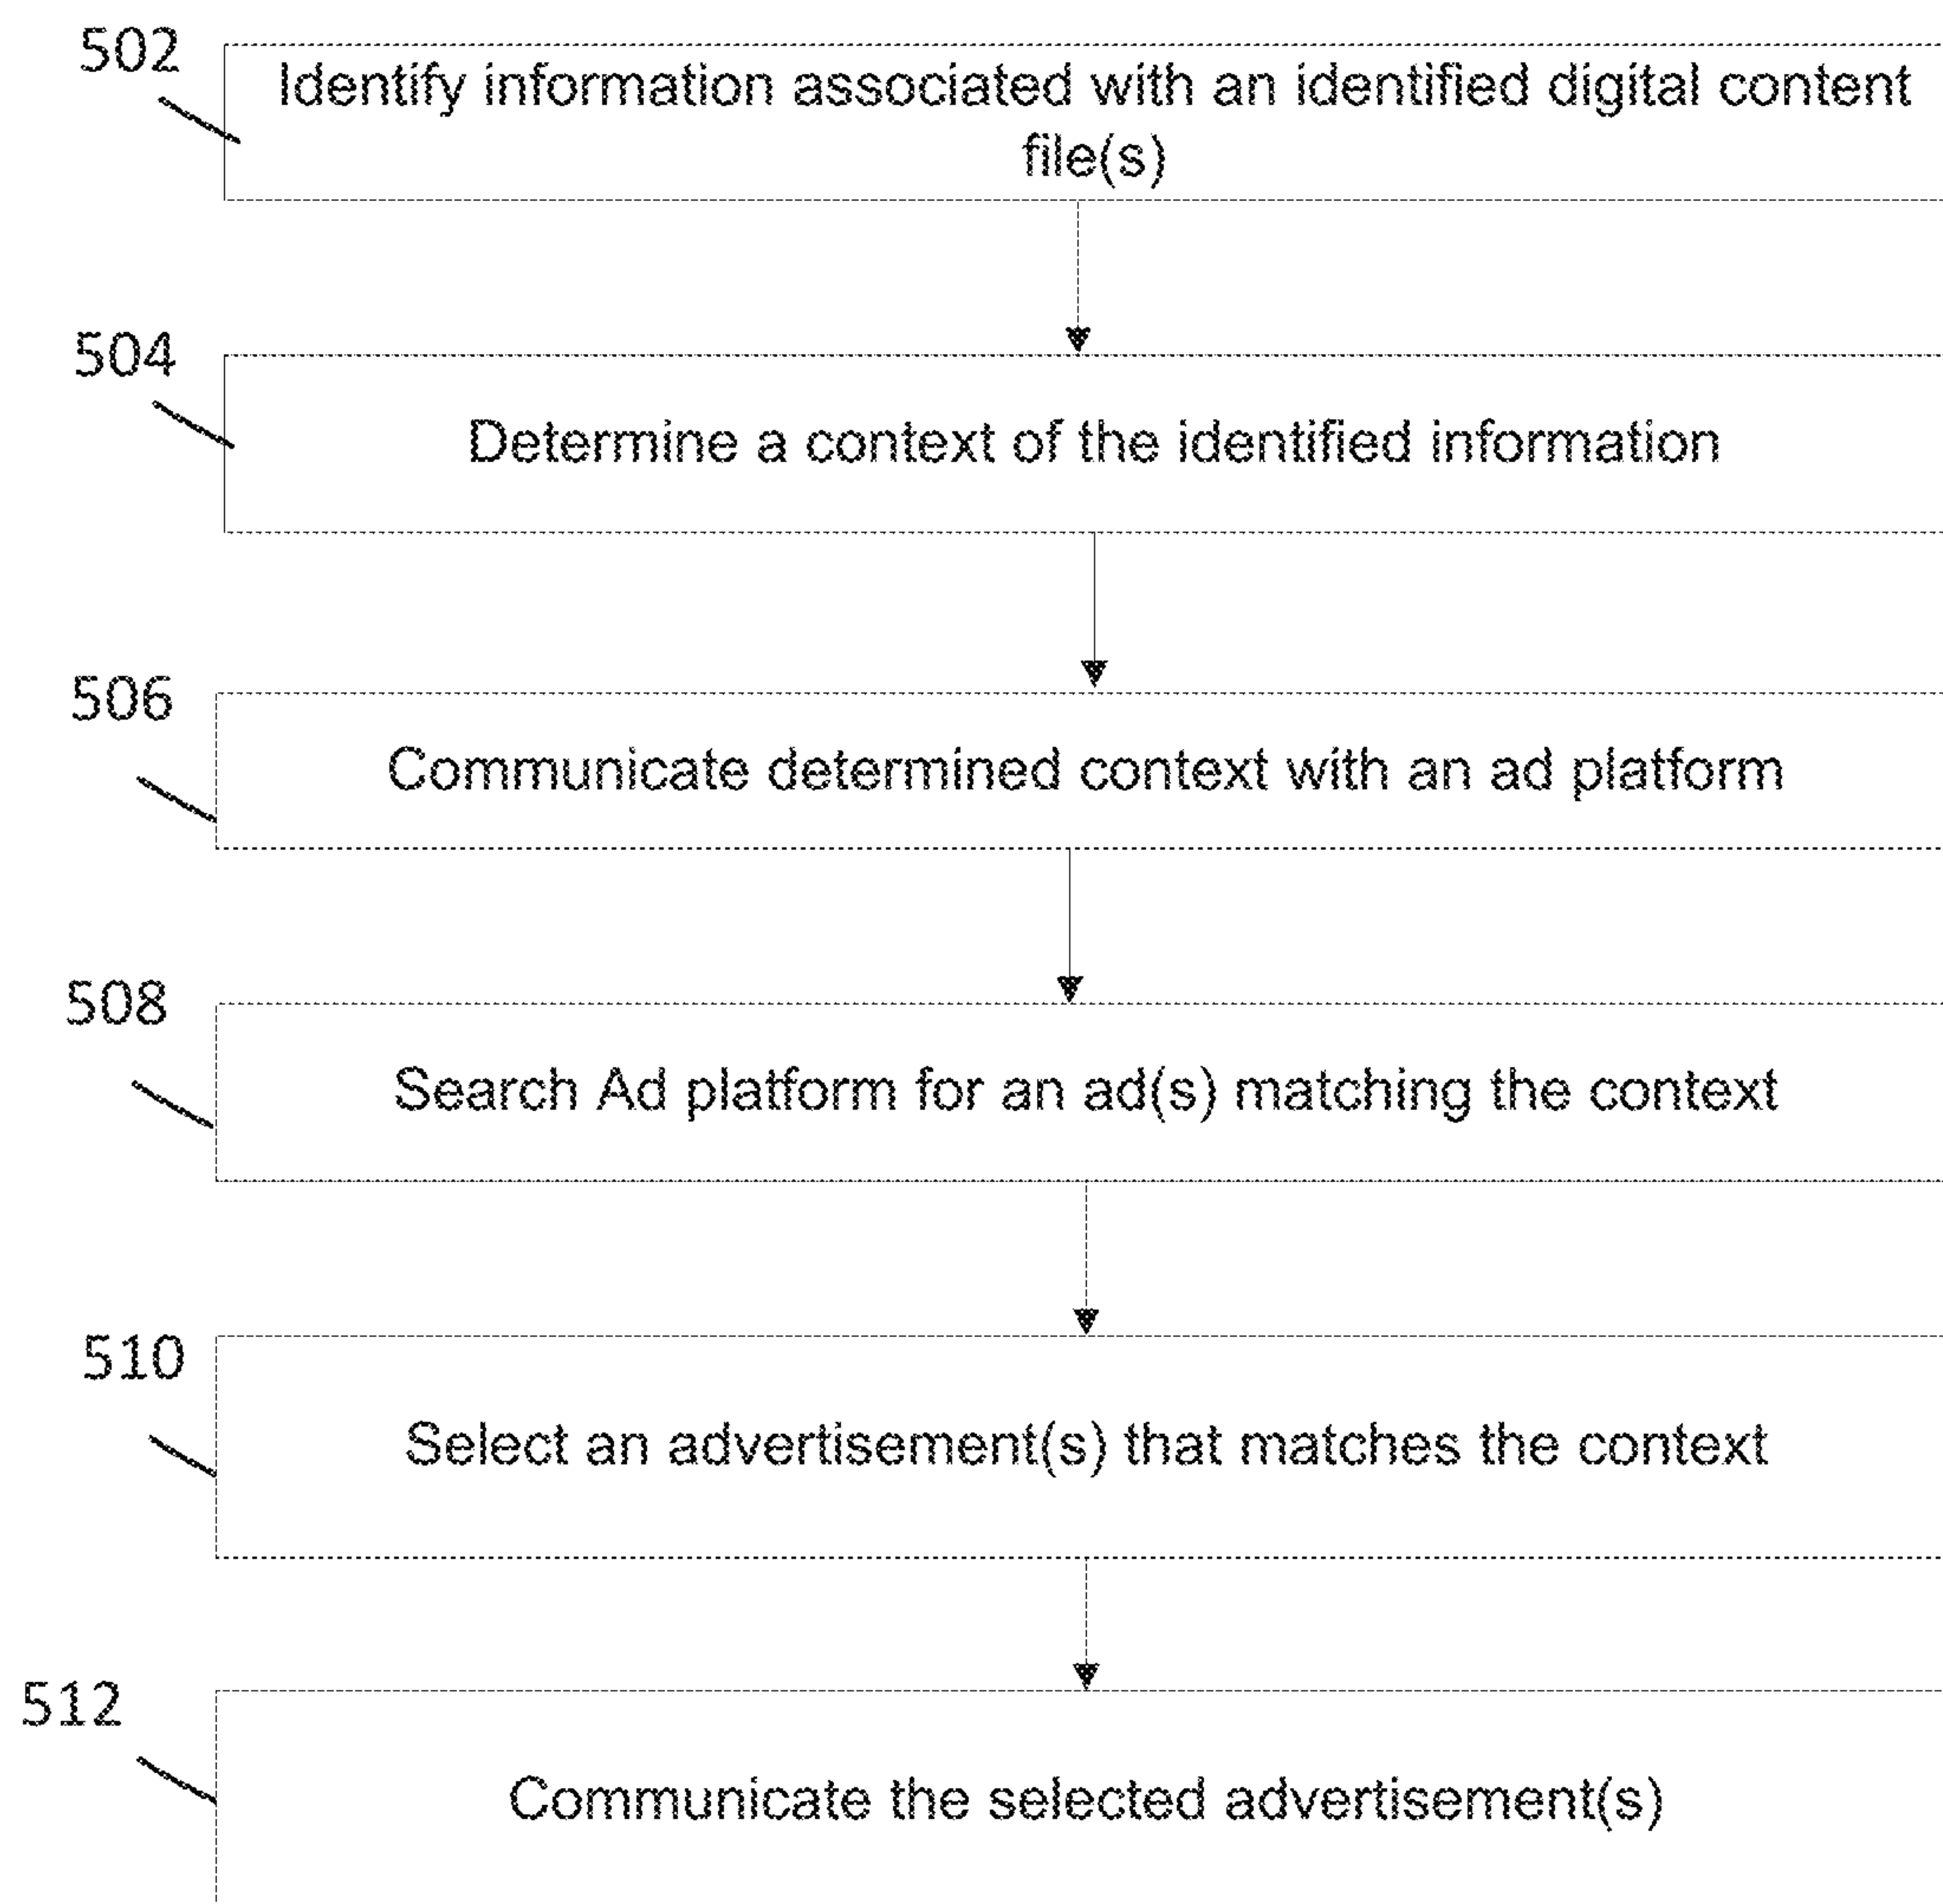 502
Identify information associated with an identified digital content
file(s)
504
Determine a context of the identified information
506
Communicate determined context with an ad platform
508
Search Ad platform for an ad(s) matching the context
510
Select an advertisement(s) that matches the context
512
Communicate the selected advertisement(s)